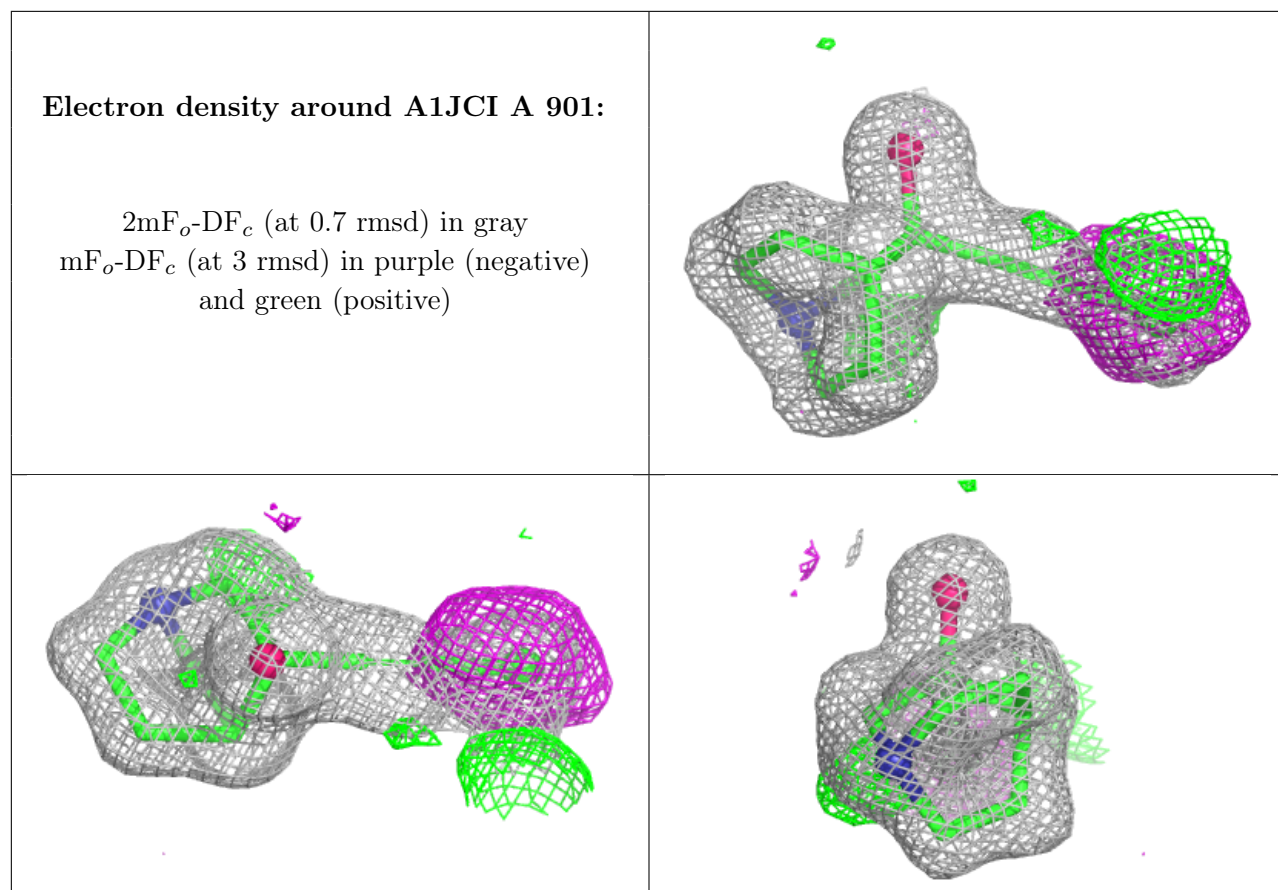 Electron density around A1JCI A 901:
2mFo-DFc (at 0.7 rmsd) in gray
mFo-DFc (at 3 rmsd) in purple (negative)
and green (positive)